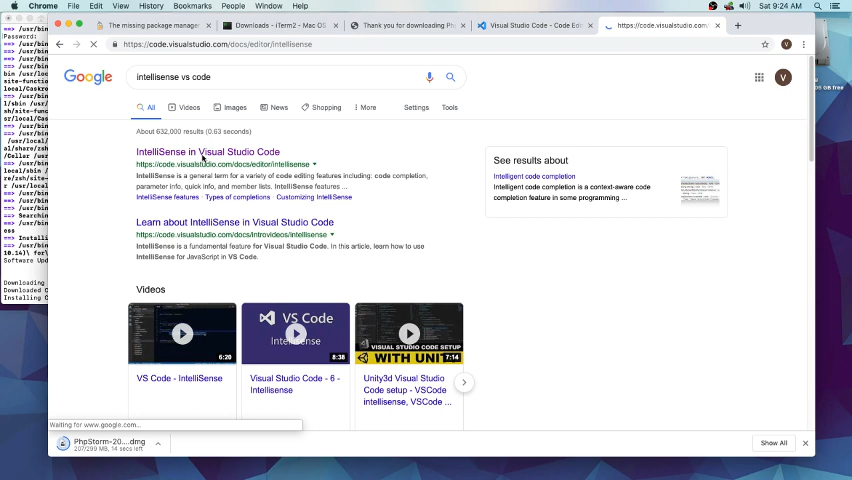 Chrome File Edit View History Bookmarks People Window Help Sat 9:24 AM
The missing package manage Downloads - iTerm2 - Mac OS Thank you for downloading Ph Visual Studio Code - Code Edi https://code.visualstudio.com/
https://code.visualstudio.com/docs/editor/intellisense
V
Google intellisense vs code V
All Videos Images News Shopping More Settings Tools
About 632,000 results (0.63 seconds)
IntelliSense in Visual Studio Code
https://code.visualstudio.com/docs/editor/intellisense
IntelliSense is a general term for a variety of code editing features including: code completion,
parameter info, quick info, and member lists. IntelliSense features ...
IntelliSense features · Types of completions · Customizing IntelliSense
Learn about IntelliSense in Visual Studio Code
https://code.visualstudio.com/docs/introvideos/intellisense
IntelliSense is a fundamental feature for Visual Studio Code. In this article, learn how to use
IntelliSense for JavaScript in VS Code.
See results about
Intelligent code completion
Intelligent code completion is a context-aware code
completion feature in some programming ...
Videos
6:20
VS Code
Intellisense
8:38
VISUAL STUDIO CODE SETUP
WITH UNIT
7:14
VS Code - IntelliSense
Visual Studio Code - 6 -
Intellisense
Unity3d Visual Studio
Code setup - VSCode
intellisense, VSCode ...
Waiting for www.google.com...
PhpStorm-20....dmg
207/299 MB, 14 secs left
Show All
Password:
==> /usr/bin
==> Searching
==> Installi
10.14)\ for\
Software Upd
Downloading
Downloaded C
Installing C